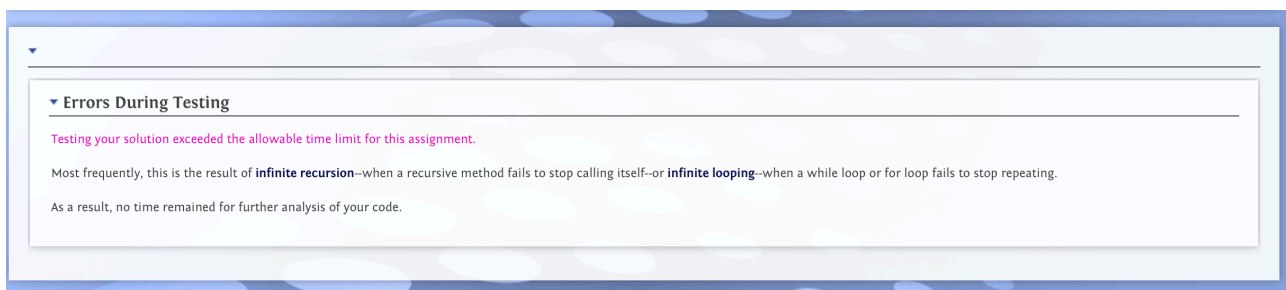 Errors During Testing
Testing your solution exceeded the allowable time limit for this assignment.
Most frequently, this is the result of infinite recursion--when a recursive method fails to stop calling itself--or infinite looping--when a while loop or for loop fails to stop repeating.
As a result, no time remained for further analysis of your code.